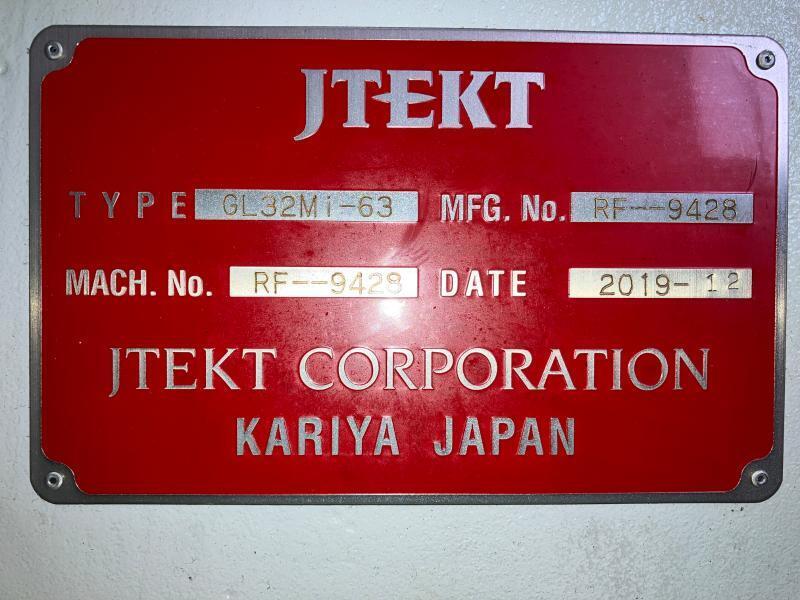 JTEKT
TYPE GL32Mi-63 MFG. No. RF--9428
MACH. No. RF--9428 DATE 2019-12
JTEKT CORPORATION
KARIYA JAPAN